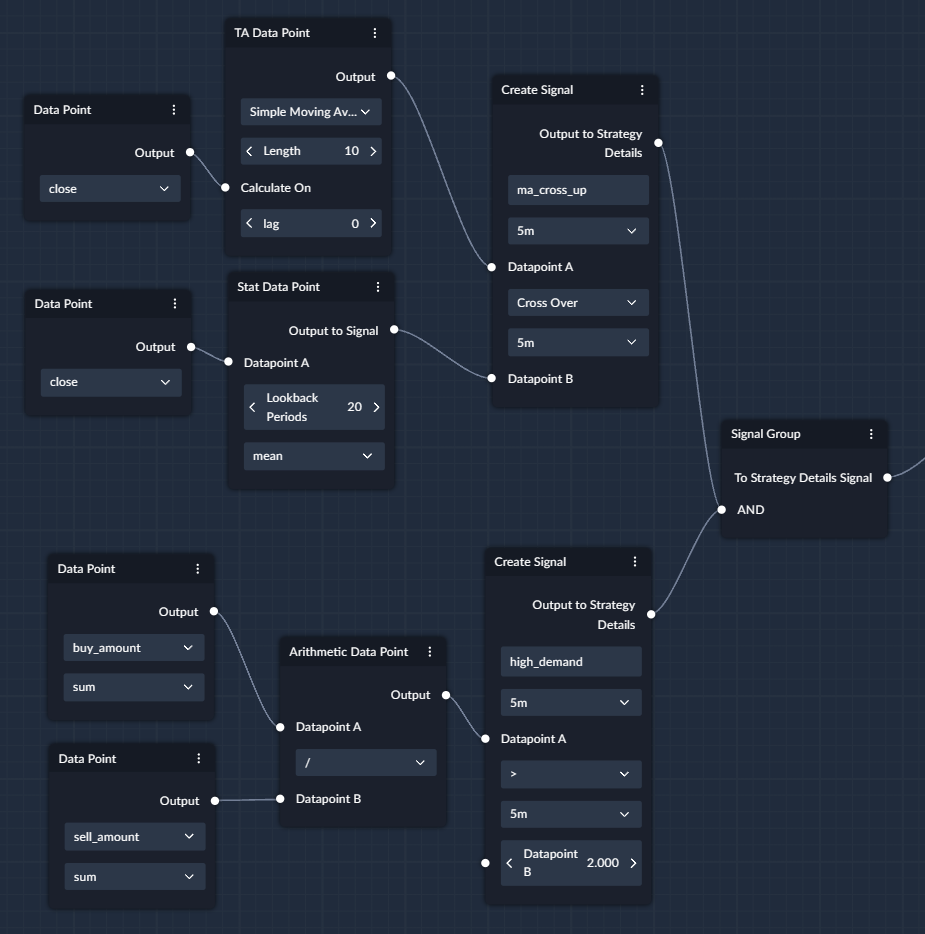 TA Data Point
Output
Simple Moving Av...
Length 10
Calculate On
lag 0
Data Point
Output
close
Create Signal
Output to Strategy
Details
ma_cross_up
5m
Datapoint A
Cross Over
5m
Datapoint B
Data Point
Output
close
Stat Data Point
Output to Signal
Datapoint A
Lookback
Periods
20
mean
Signal Group
To Strategy Details Signal
AND
Data Point
Output
buy_amount
sum
Data Point
Output
sell_amount
sum
Arithmetic Data Point
Output
Datapoint A
/
Datapoint B
Create Signal
Output to Strategy
Details
high_demand
5m
Datapoint A
>
5m
Datapoint
B
2.000